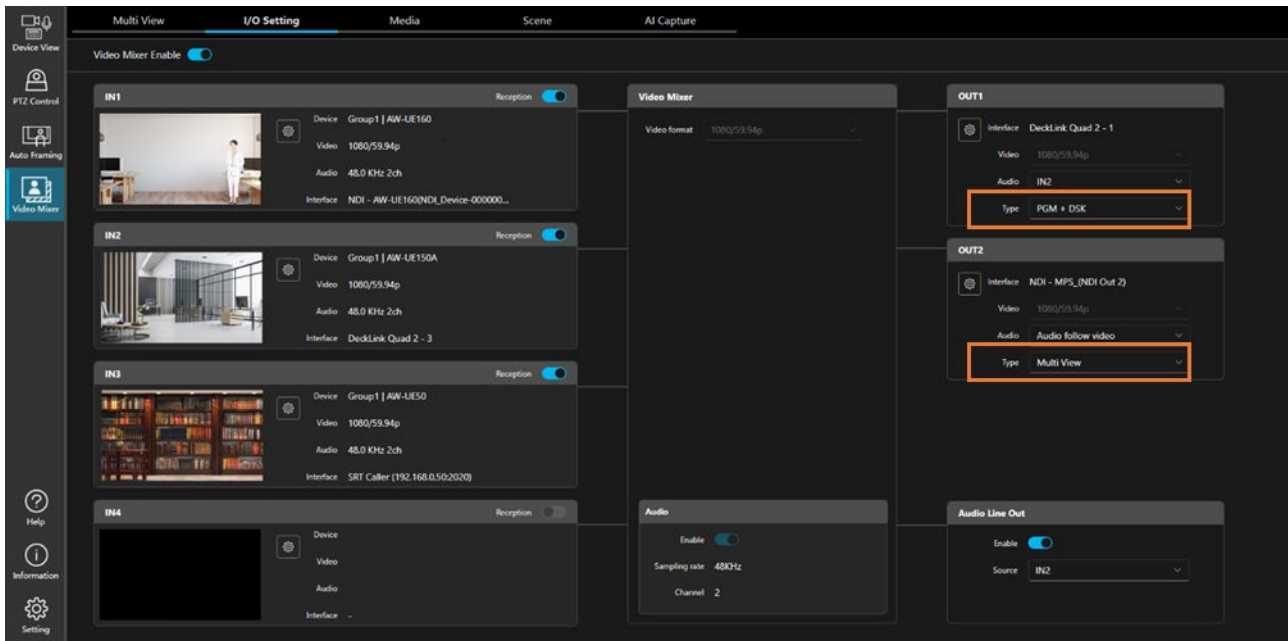 Multi View
I/O Setting
Media
Scene
AI Capture
Device View
PTZ Control
Auto Framing
Video Mixer
Help
Information
Setting
Video Mixer Enable
IN1
Reception
Device Group1 | AW-UE160
Video 1080/59.94p
Audio 48.0 KHz 2ch
Interface NDI - AW-UE160(NDI_Device-000000...
IN2
Reception
Device Group1 | AW-UE150A
Video 1080/59.94p
Audio 48.0 KHz 2ch
Interface DeckLink Quad 2 - 3
IN3
Reception
Device Group1 | AW-UE50
Video 1080/59.94p
Audio 48.0 KHz 2ch
Interface SRT Caller (192.168.0.50:2020)
IN4
Reception
Device
Video
Audio
Interface -
Video Mixer
Video format 1080/59.94p
Audio
Enable
Sampling rate 48KHz
Channel 2
OUT1
Interface DeckLink Quad 2 - 1
Video 1080/59.94p
Audio IN2
Type PGM + DSK
OUT2
Interface NDI - MPS_(NDI Out 2)
Video 1080/59.94p
Audio Audio follow video
Type Multi View
Audio Line Out
Enable
Source IN2